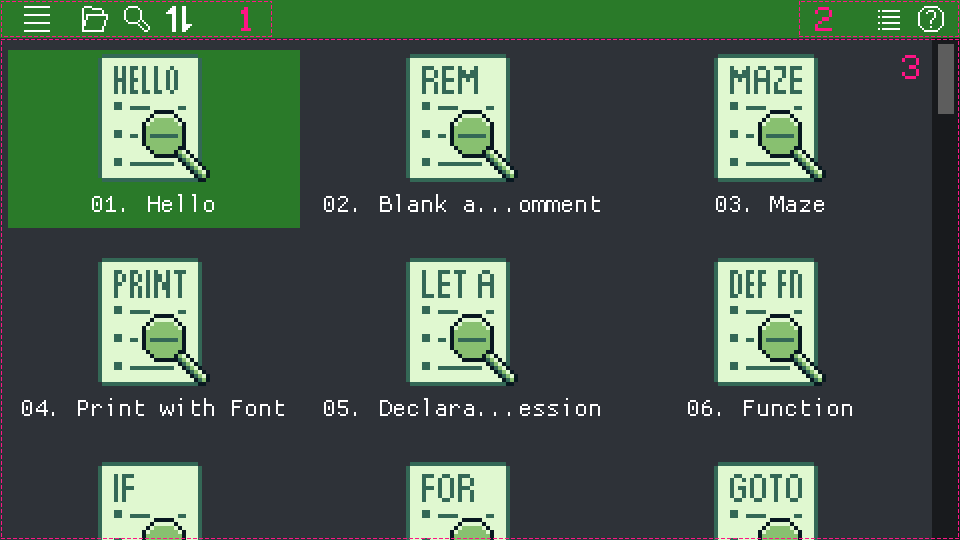 1
2
?
3
HELLO
REM
MAZE
01. Hello
02. Blank a...omment
03. Maze
PRINT
LET A
DEF FN
04. Print with Font
05. Declara...ession
06. Function
IF
FOR
GOTO